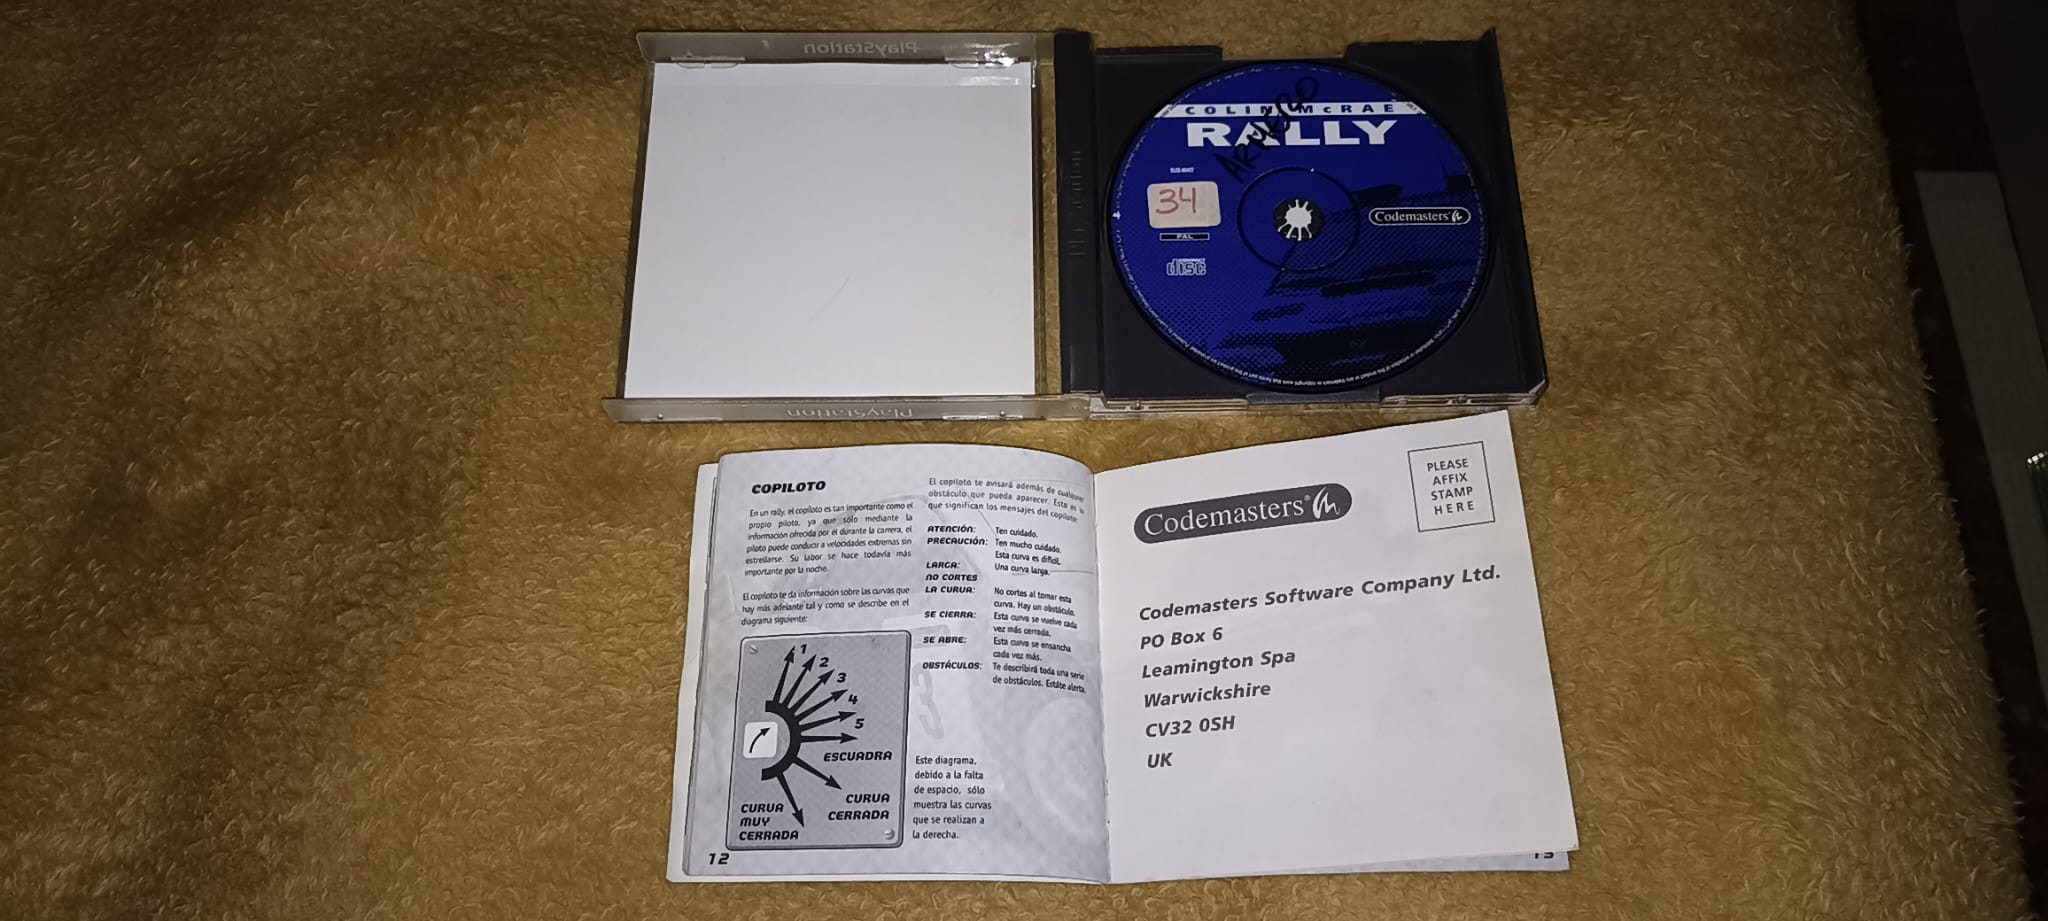 PlayStation
COLIN McRAE
RALLY
ARMERO
34
PAL
COMPACT
disc
Codemasters
PlayStation
COPILOTO
En un rally, el copiloto es tan importante como el
propio piloto, ya que sólo mediante la
información ofrecida por el durante la carrera, el
piloto puede conducir a velocidades extremas sin
estrellarse. Su labor se hace todavía más
importante por la noche.
El copiloto te da información sobre las curvas que
hay más adelante tal y como se describe en el
diagrama siguiente:
1
2
3
4
5
ESCUADRA
CURVA
CERRADA
CURVA
MUY
CERRADA
12
El copiloto te avisará además de cualquier
obstáculo que pueda aparecer. Esto es lo
que significan los mensajes del copiloto:
ATENCIÓN: Ten cuidado.
PRECAUCIÓN: Ten mucho cuidado.
Esta curva es difícil.
LARGA: Una curva larga.
NO CORTES
LA CURVA: No cortes al tomar esta
curva. Hay un obstáculo.
SE CIERRA: Esta curva se vuelve cada
vez más cerrada.
SE ABRE: Esta curva se ensancha
cada vez más.
OBSTÁCULOS: Te describirá toda una serie
de obstáculos. Estáte alerta.
Este diagrama,
debido a la falta
de espacio, sólo
muestra las curvas
que se realizan a
la derecha.
Codemasters®
PLEASE
AFFIX
STAMP
HERE
Codemasters Software Company Ltd.
PO Box 6
Leamington Spa
Warwickshire
CV32 0SH
UK